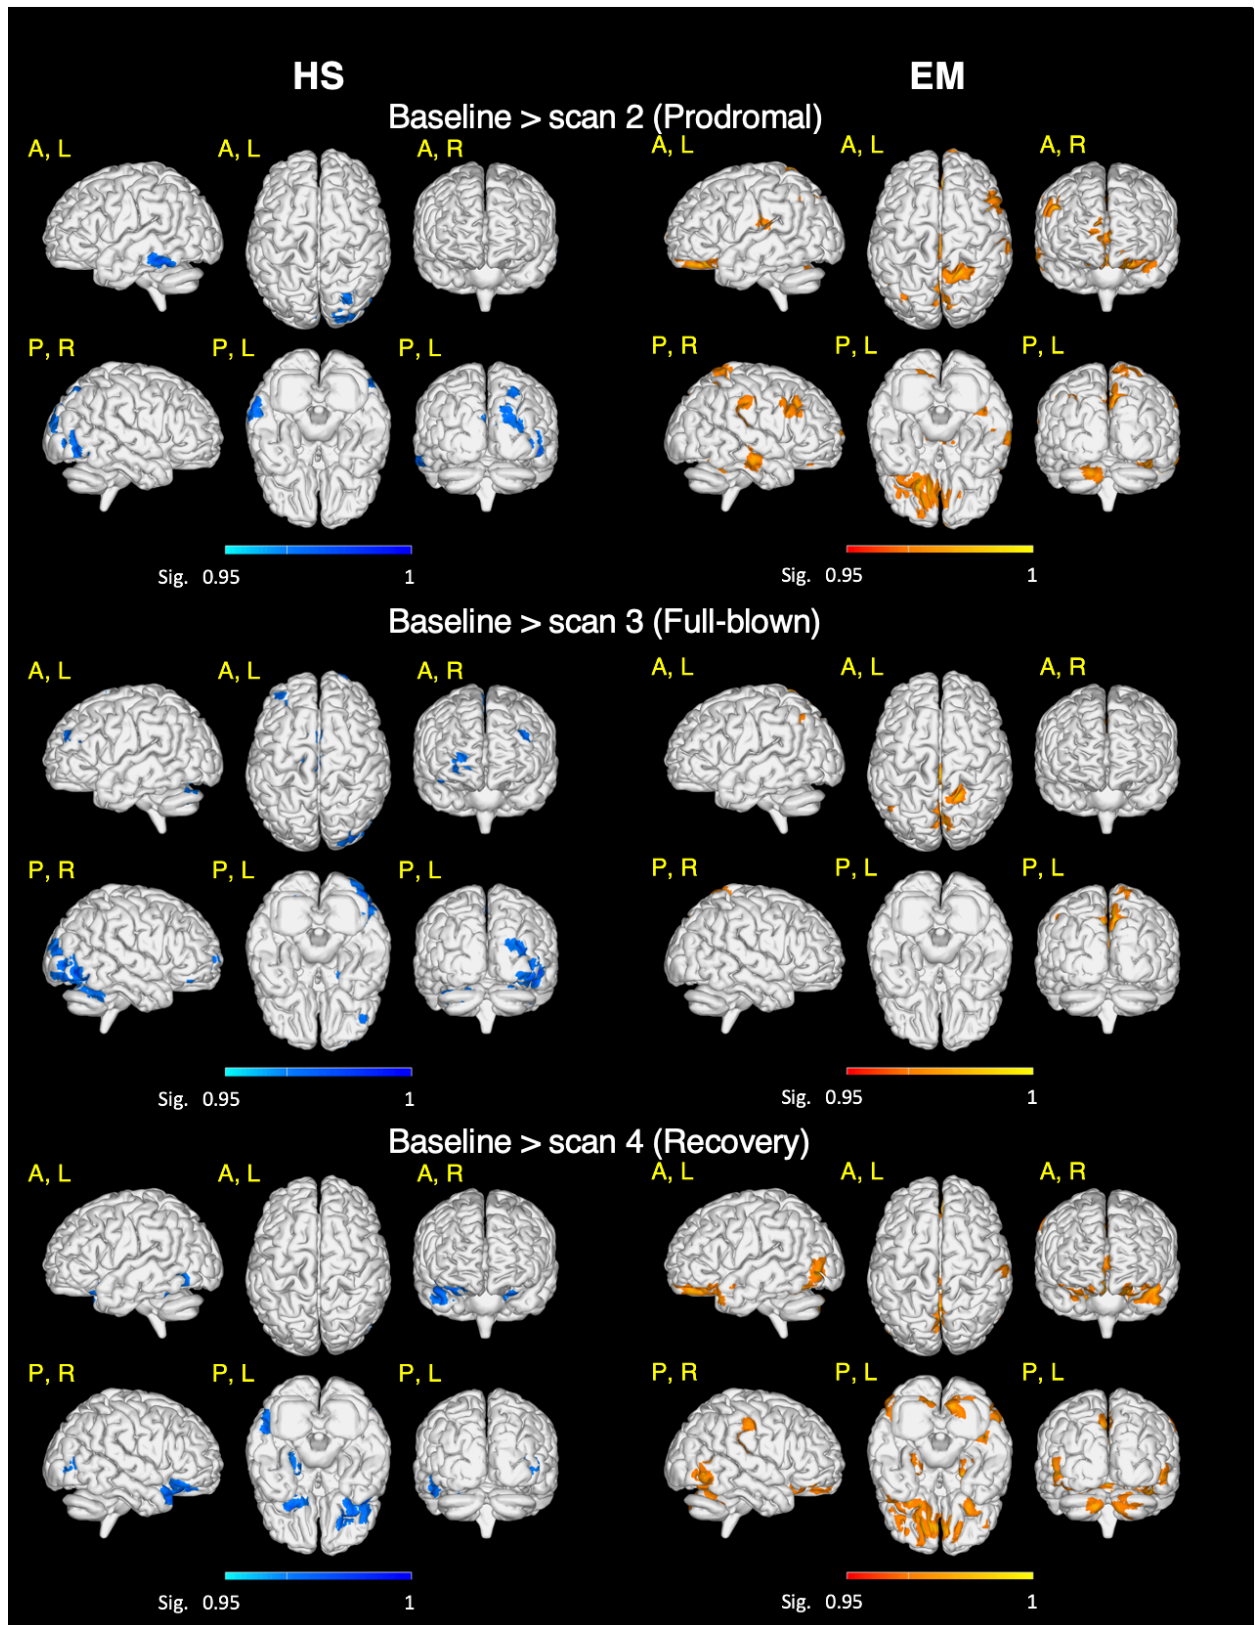 HS EM
Baseline > scan 2 (Prodromal)
A, L A, L A, R A, L A, L A, R
P, R P, L P, L P, R P, L P, L
Sig. 0.95 1 Sig. 0.95 1
Baseline > scan 3 (Full-blown)
A, L A, L A, R A, L A, L A, R
P, R P, L P, L P, R P, L P, L
Sig. 0.95 1 Sig. 0.95 1
Baseline > scan 4 (Recovery)
A, L A, L A, R A, L A, L A, R
P, R P, L P, L P, R P, L P, L
Sig. 0.95 1 Sig. 0.95 1